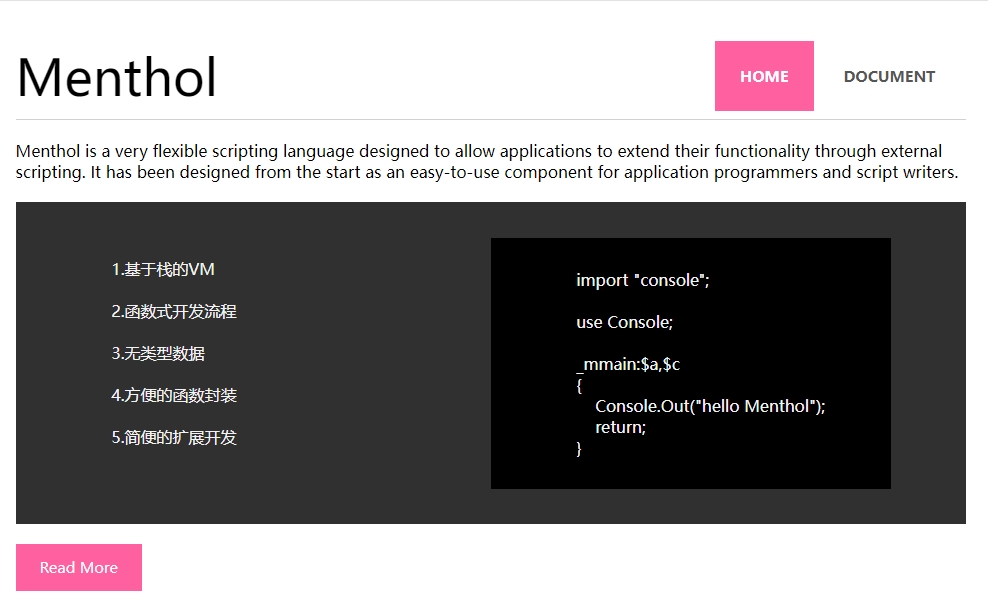 Menthol
HOME
DOCUMENT
Menthol is a very flexible scripting language designed to allow applications to extend their functionality through external
scripting. It has been designed from the start as an easy-to-use component for application programmers and script writers.
1.基于栈的VM
2.函数式开发流程
3.无类型数据
4.方便的函数封装
5.简便的扩展开发
import "console";
use Console;
_mmain:$a,$c
{
Console.Out("hello Menthol");
return;
}
Read More